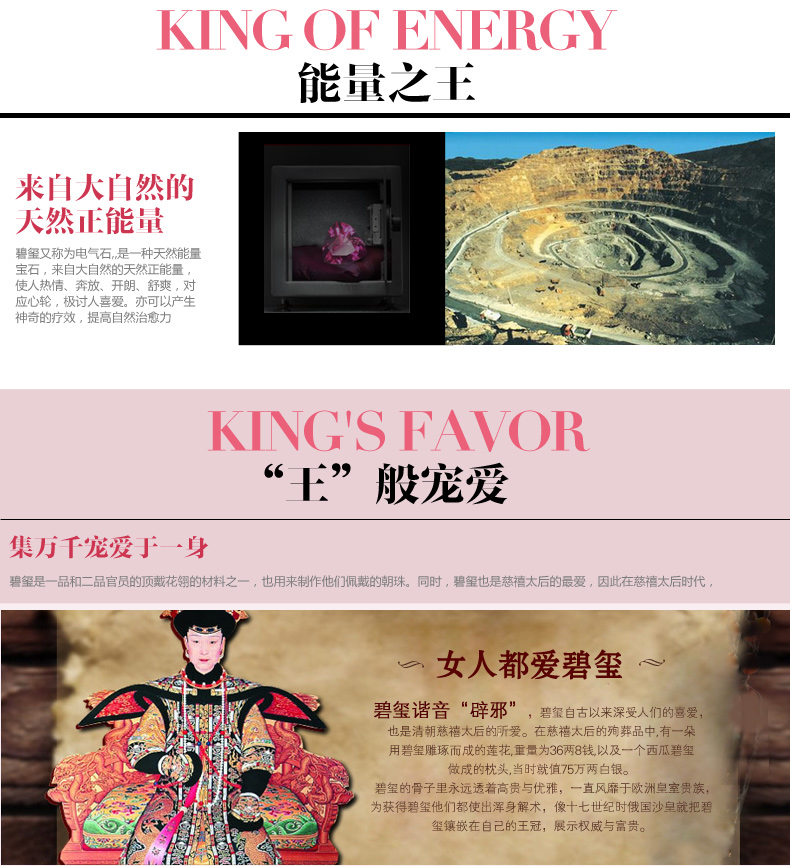 KING OF ENERGY
能量之王
来自大自然的
天然正能量
碧玺又称为电气石,,是一种天然能量
宝石，来自大自然的天然正能量，
使人热情、奔放、开朗、舒爽，对
应心轮，极讨人喜爱。亦可以产生
神奇的疗效，提高自然治愈力
KING'S FAVOR
“王”般宠爱
集万千宠爱于一身
碧玺是一品和二品官员的顶戴花翎的材料之一，也用来制作他们佩戴的朝珠。同时，碧玺也是慈禧太后的最爱，因此在慈禧太后时代，
女人都爱碧玺
碧玺谐音“辟邪”，碧玺自古以来深受人们的喜爱，
也是清朝慈禧太后的所爱。在慈禧太后的殉葬品中,有一朵
用碧玺雕琢而成的莲花,重量为36两8钱,以及一个西瓜碧玺
做成的枕头,当时就值75万两白银。
碧玺的骨子里永远透着高贵与优雅，一直风靡于欧洲皇室贵族，
为获得碧玺他们都使出浑身解术，像十七世纪时俄国沙皇就把碧
玺镶嵌在自己的王冠，展示权威与富贵。